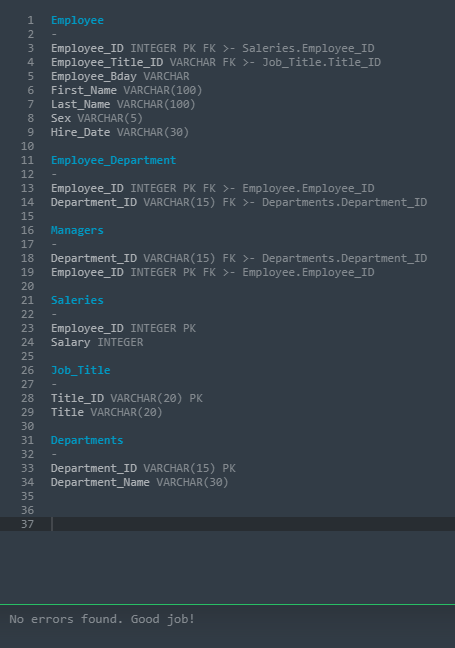 1 Employee
2 -
3 Employee_ID INTEGER PK FK >- Saleries.Employee_ID
4 Employee_Title_ID VARCHAR FK >- Job_Title.Title_ID
5 Employee_Bday VARCHAR
6 First_Name VARCHAR(100)
7 Last_Name VARCHAR(100)
8 Sex VARCHAR(5)
9 Hire_Date VARCHAR(30)
10
11 Employee_Department
12 -
13 Employee_ID INTEGER PK FK >- Employee.Employee_ID
14 Department_ID VARCHAR(15) FK >- Departments.Department_ID
15
16 Managers
17 -
18 Department_ID VARCHAR(15) FK >- Departments.Department_ID
19 Employee_ID INTEGER PK FK >- Employee.Employee_ID
20
21 Saleries
22 -
23 Employee_ID INTEGER PK
24 Salary INTEGER
25
26 Job_Title
27 -
28 Title_ID VARCHAR(20) PK
29 Title VARCHAR(20)
30
31 Departments
32 -
33 Department_ID VARCHAR(15) PK
34 Department_Name VARCHAR(30)
35
36
37
No errors found. Good job!